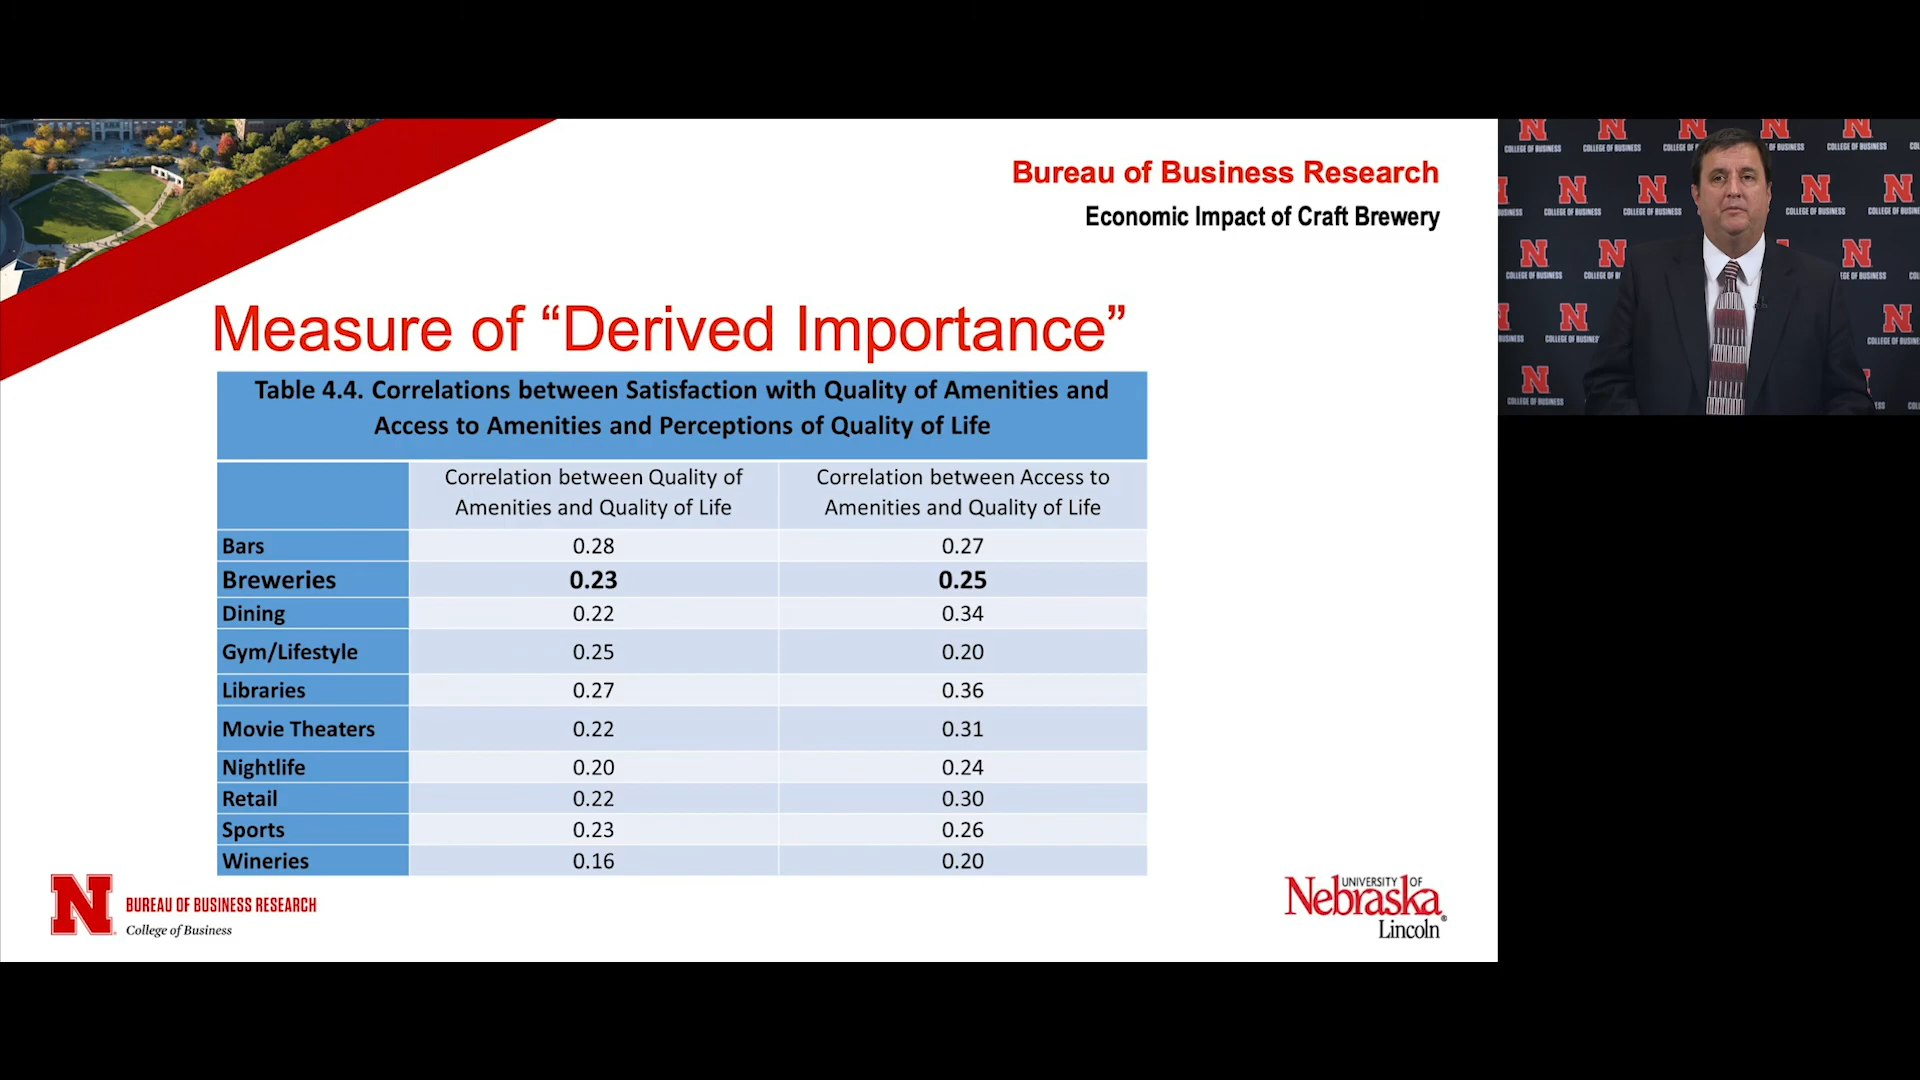 Bureau of Business Research
Economic Impact of Craft Brewery
Measure of “Derived Importance”
Table 4.4. Correlations between Satisfaction with Quality of Amenities and
Access to Amenities and Perceptions of Quality of Life
Correlation between Quality of
Amenities and Quality of Life
Correlation between Access to
Amenities and Quality of Life
Bars 0.28 0.27
Breweries 0.23 0.25
Dining 0.22 0.34
Gym/Lifestyle 0.25 0.20
Libraries 0.27 0.36
Movie Theaters 0.22 0.31
Nightlife 0.20 0.24
Retail 0.22 0.30
Sports 0.23 0.26
Wineries 0.16 0.20
N
BUREAU OF BUSINESS RESEARCH
College of Business
UNIVERSITY OF
Nebraska
Lincoln
N
COLLEGE OF BUSINESS